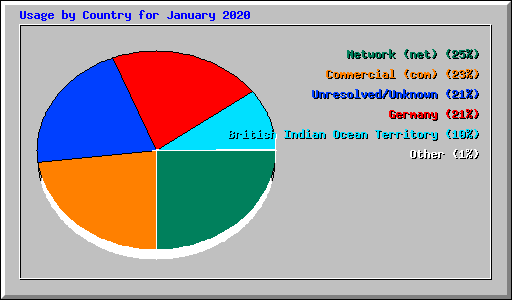 Usage by Country for January 2020
Network (net) (25%)
Commercial (com) (23%)
Unresolved/Unknown (21%)
Germany (21%)
British Indian Ocean Territory (10%)
Other (1%)